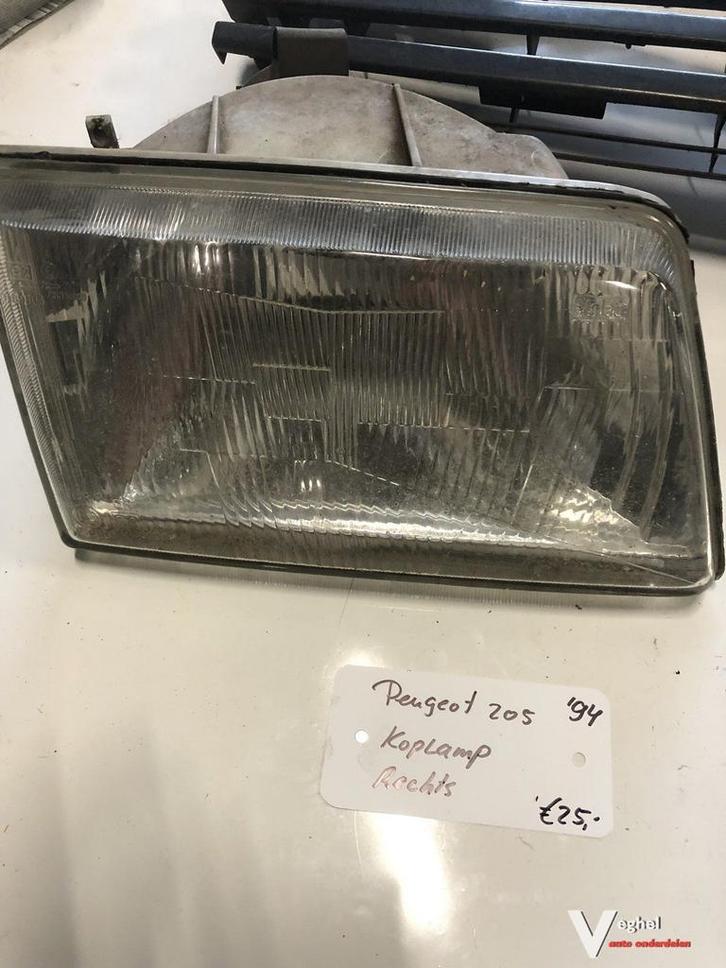 Peugeot 205 '94
Koplamp
Rechts
€25,-
Veghel
auto onderdelen